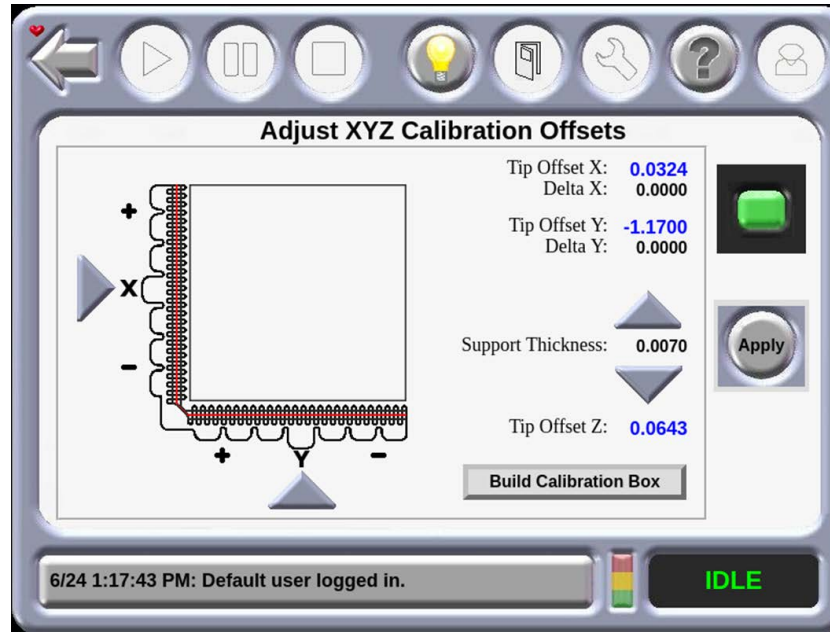 Adjust XYZ Calibration Offsets
Tip Offset X: 0.0324
Delta X: 0.0000
+
Tip Offset Y: -1.1700
Delta Y: 0.0000
X
Support Thickness: 0.0070
Apply
-
Tip Offset Z: 0.0643
+ Y -
Build Calibration Box
6/24 1:17:43 PM: Default user logged in.
IDLE